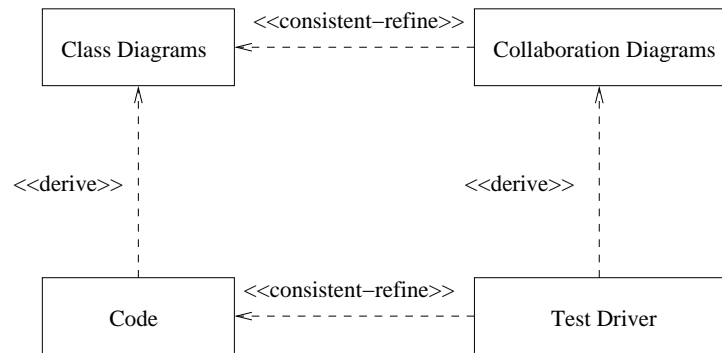 <<consistent−refine>>
Class Diagrams
Collaboration Diagrams
<<derive>>
<<derive>>
<<consistent−refine>>
Code
Test Driver